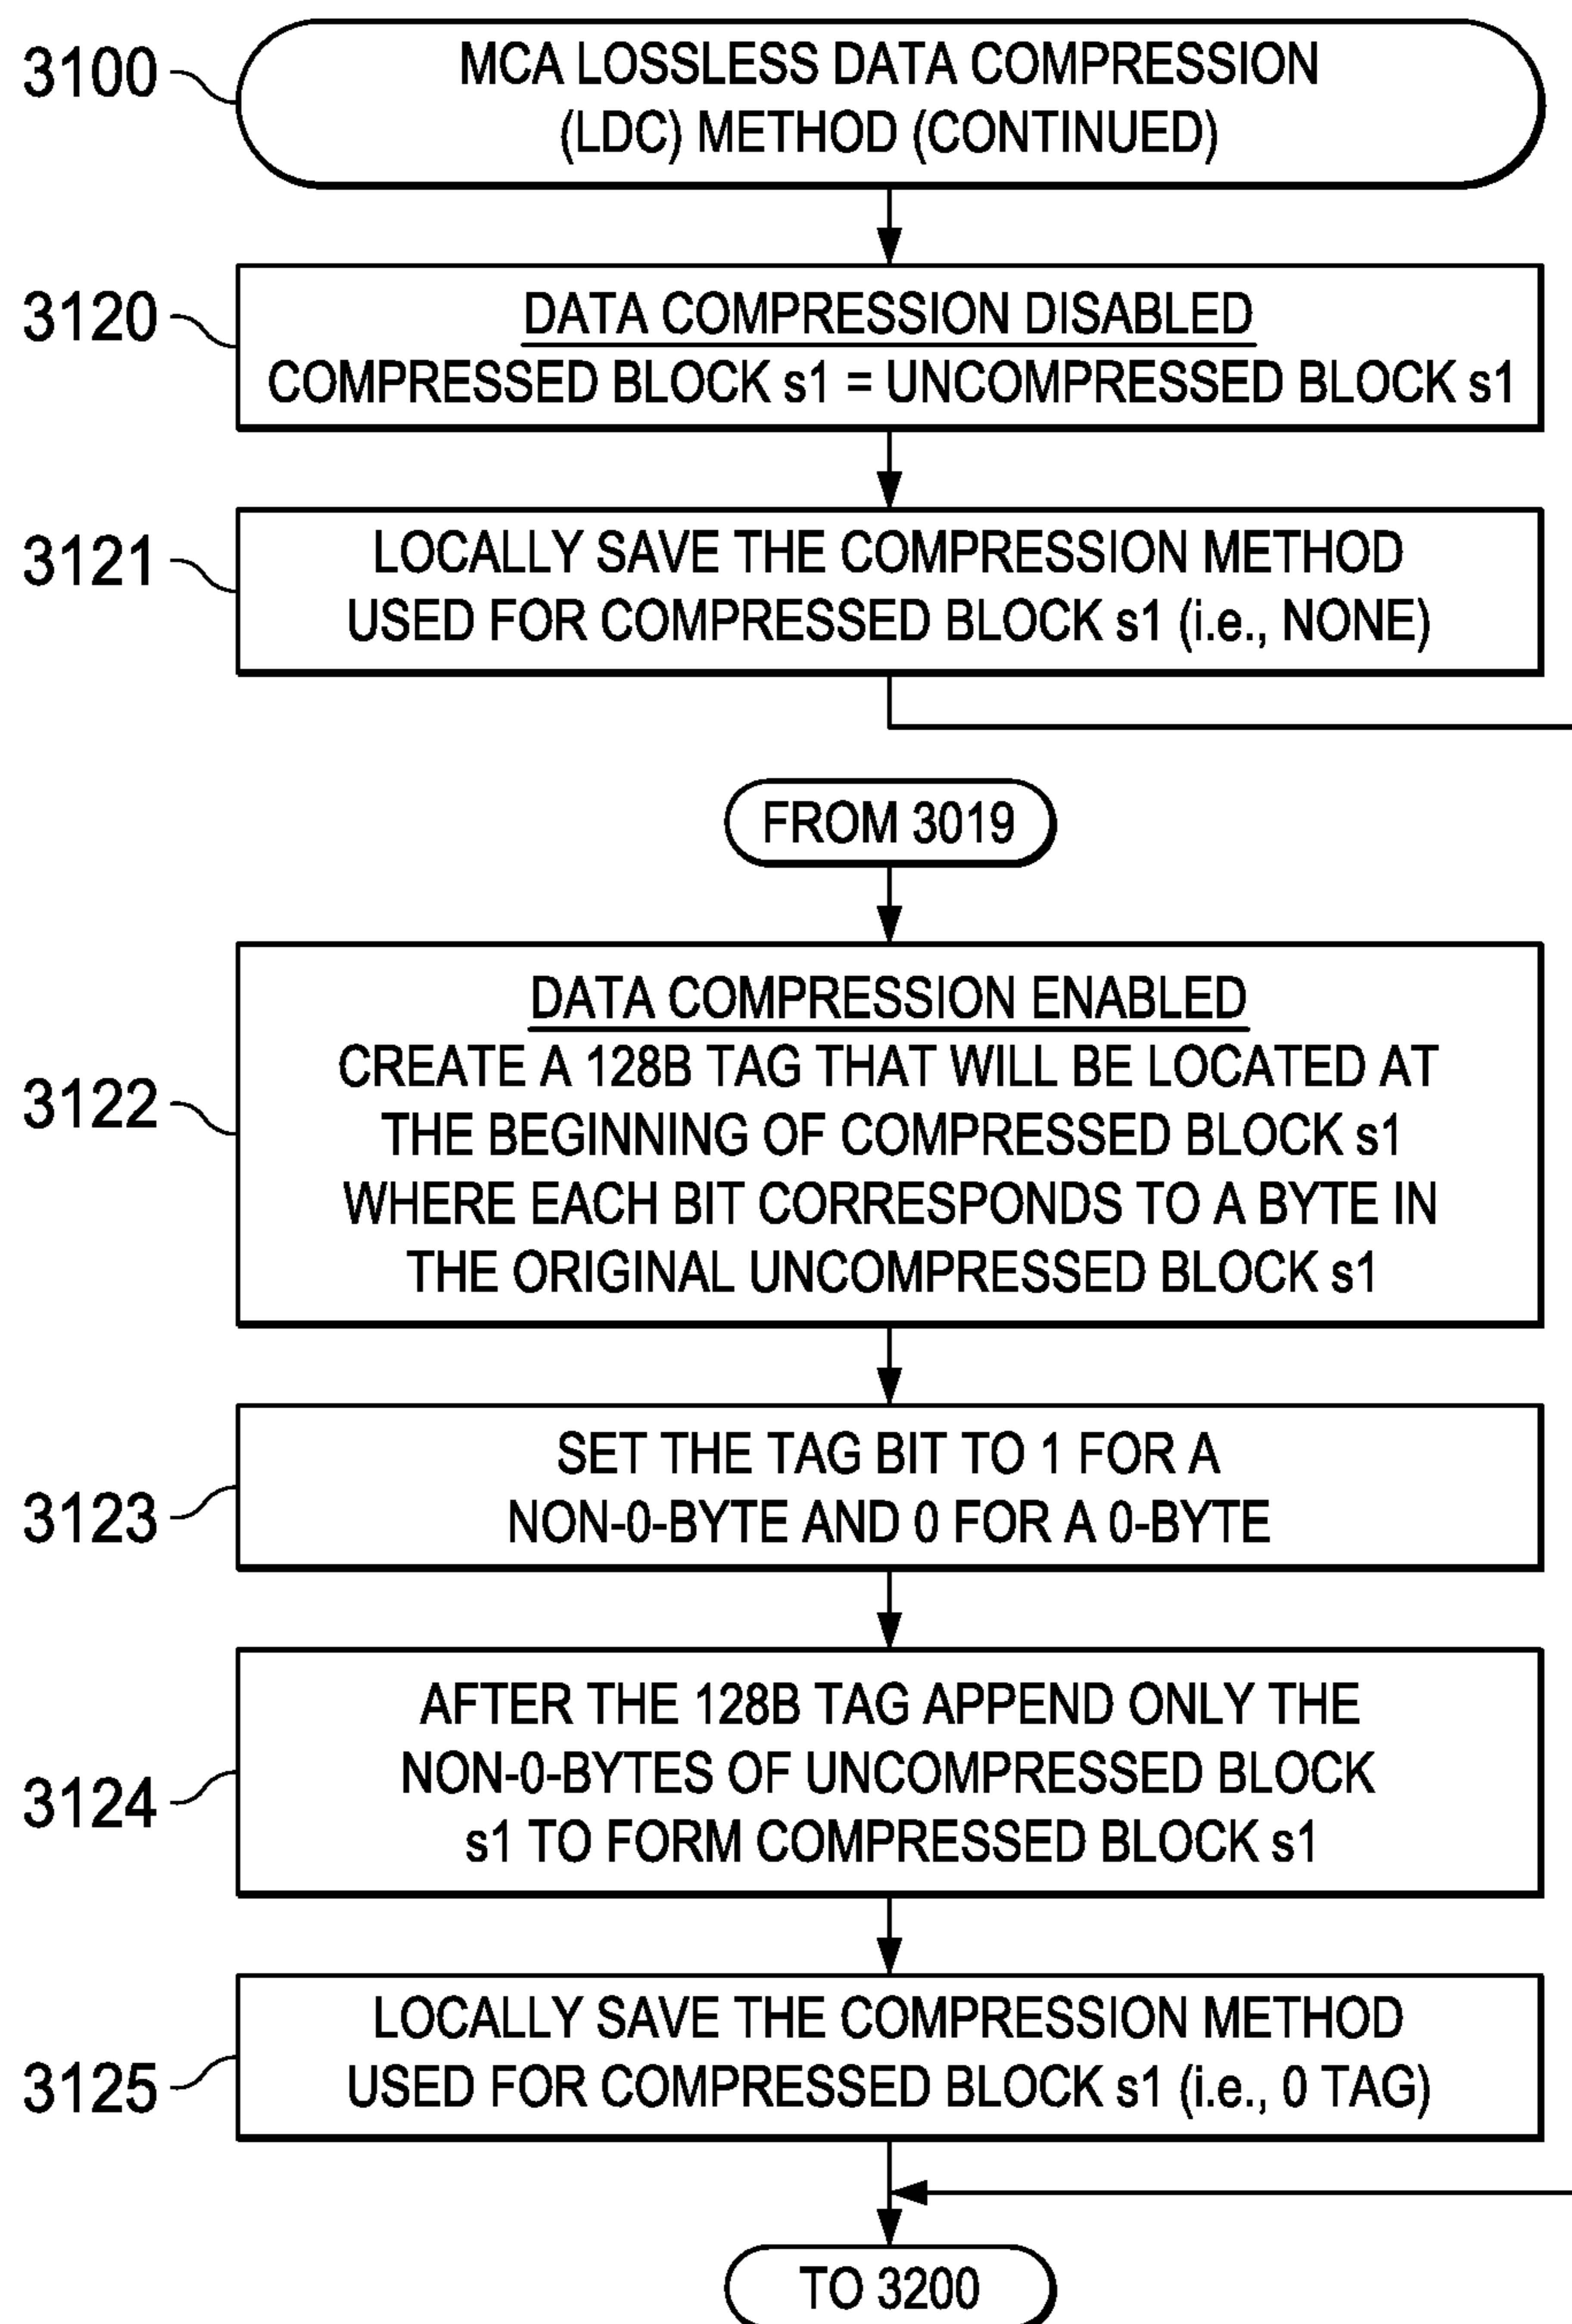 3100
MCA LOSSLESS DATA COMPRESSION
(LDC) METHOD (CONTINUED)
3120
DATA COMPRESSION DISABLED
COMPRESSED BLOCK s1 = UNCOMPRESSED BLOCK s1
3121
LOCALLY SAVE THE COMPRESSION METHOD
USED FOR COMPRESSED BLOCK s1 (i.e., NONE)
FROM 3019
3122
DATA COMPRESSION ENABLED
CREATE A 128B TAG THAT WILL BE LOCATED AT
THE BEGINNING OF COMPRESSED BLOCK s1
WHERE EACH BIT CORRESPONDS TO A BYTE IN
THE ORIGINAL UNCOMPRESSED BLOCK s1
3123
SET THE TAG BIT TO 1 FOR A
NON-0-BYTE AND 0 FOR A 0-BYTE
3124
AFTER THE 128B TAG APPEND ONLY THE
NON-0-BYTES OF UNCOMPRESSED BLOCK
s1 TO FORM COMPRESSED BLOCK s1
3125
LOCALLY SAVE THE COMPRESSION METHOD
USED FOR COMPRESSED BLOCK s1 (i.e., 0 TAG)
TO 3200